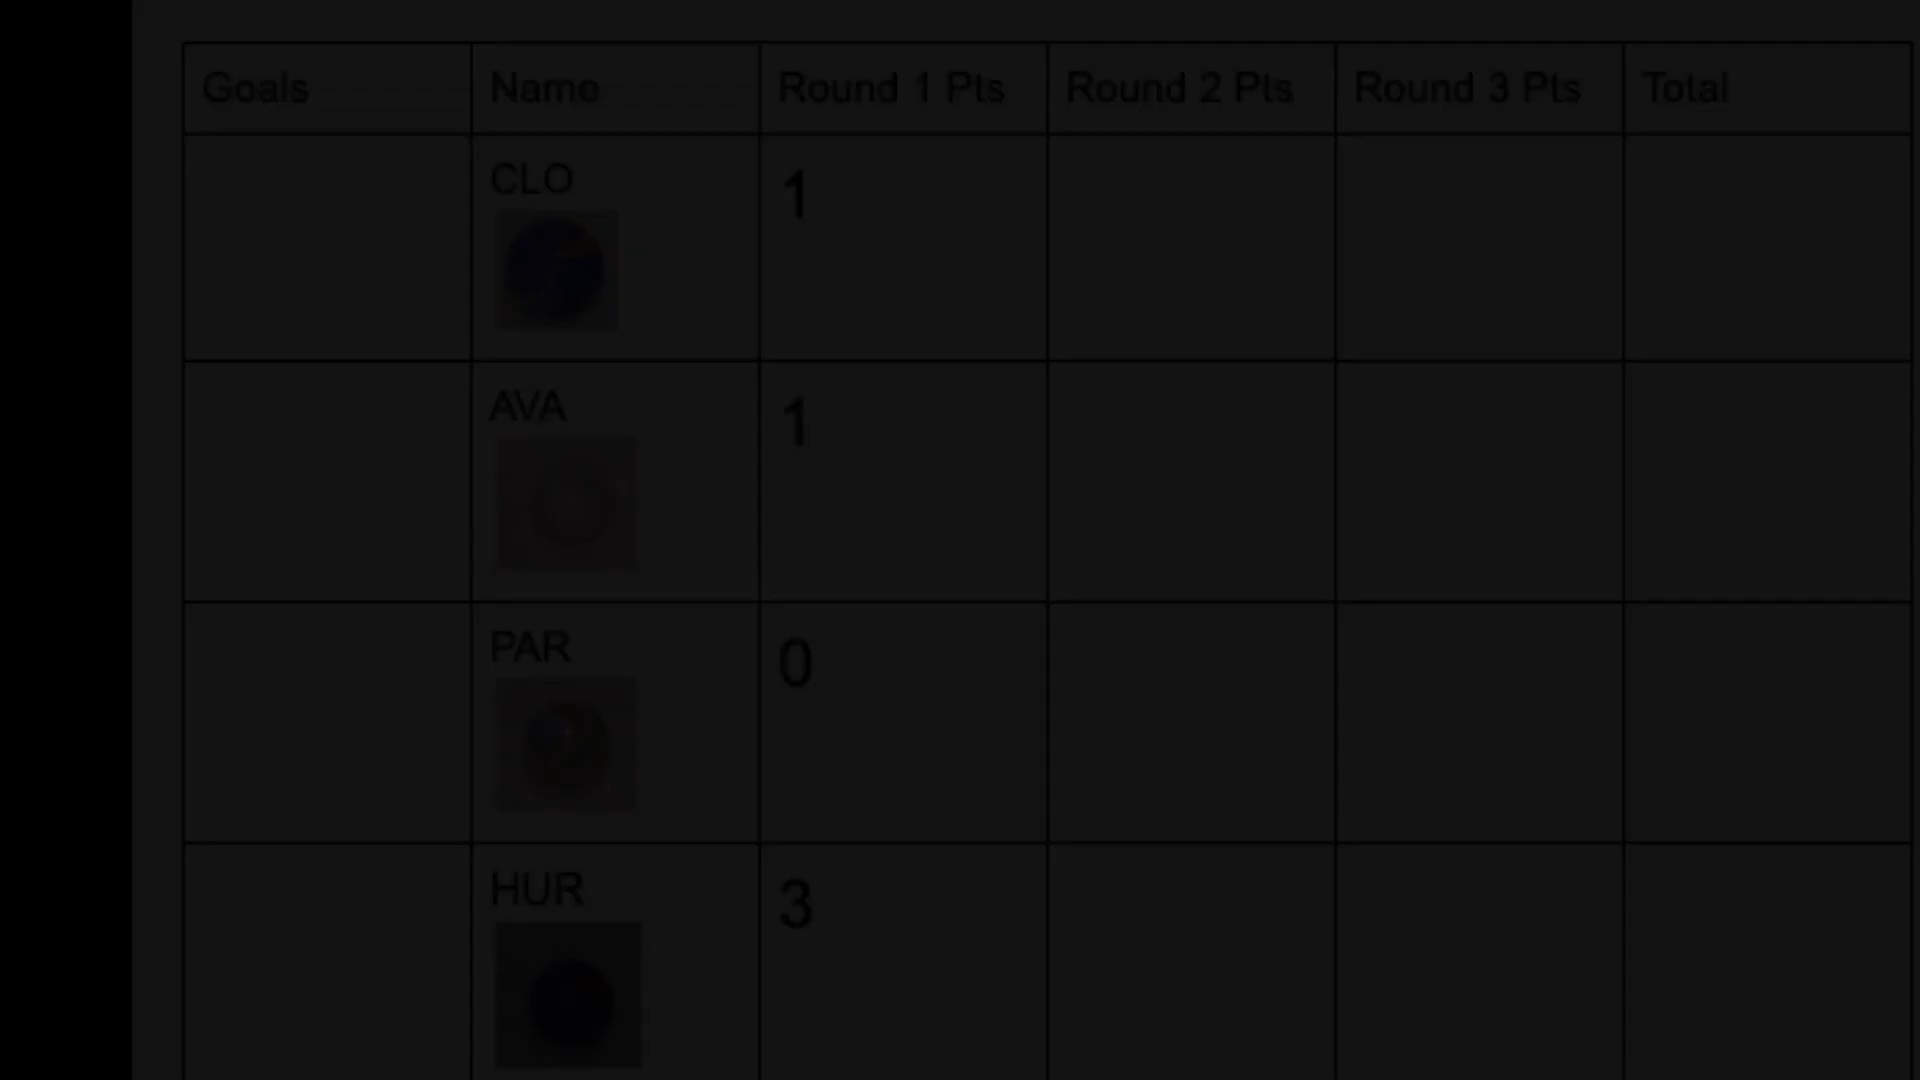 Goals Name Round 1 Pts Round 2 Pts Round 3 Pts Total
CLO 1
AVA 1
PAR 0
HUR 3